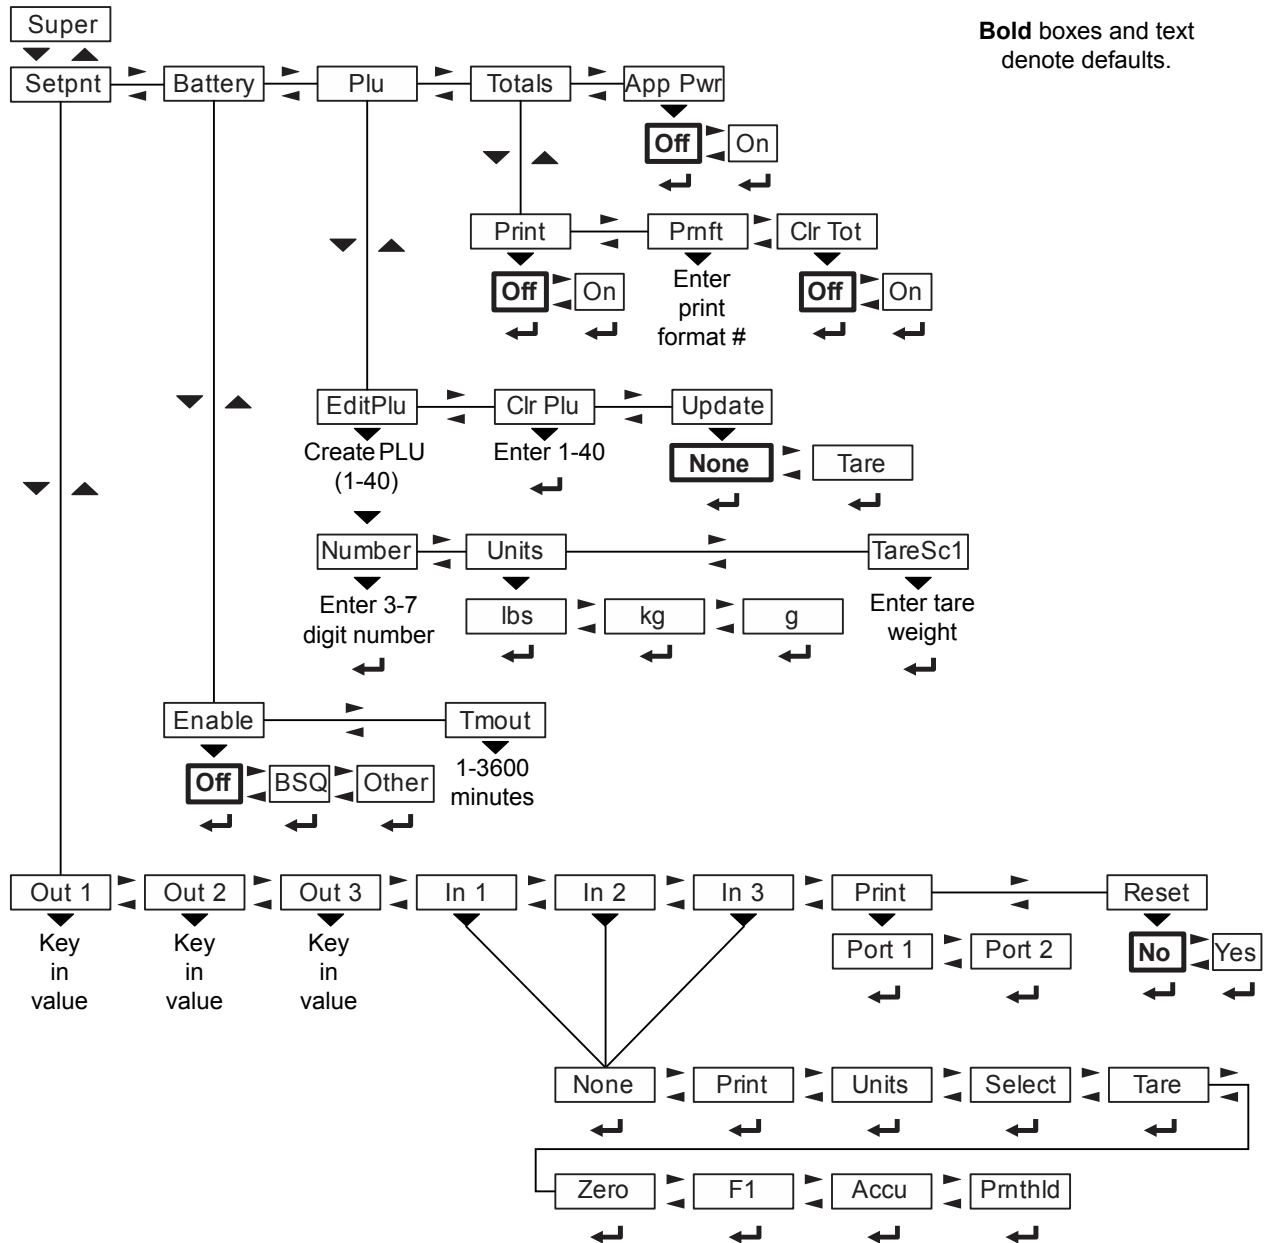 Super
Bold boxes and text
denote defaults.
Setpnt Battery Plu Totals App Pwr
Off On
Print Prnft Clr Tot
Off On Enter
print
format # Off On
EditPlu Clr Plu Update
Create PLU
(1-40) Enter 1-40 None Tare
Number Units TareSc1
Enter 3-7
digit number lbs kg g Enter tare
weight
Enable Tmout
Off BSQ Other 1-3600
minutes
Out 1 Out 2 Out 3 In 1 In 2 In 3 Print Reset
Key
in
value Key
in
value Key
in
value Port 1 Port 2 No Yes
None Print Units Select Tare
Zero F1 Accu Prnthld